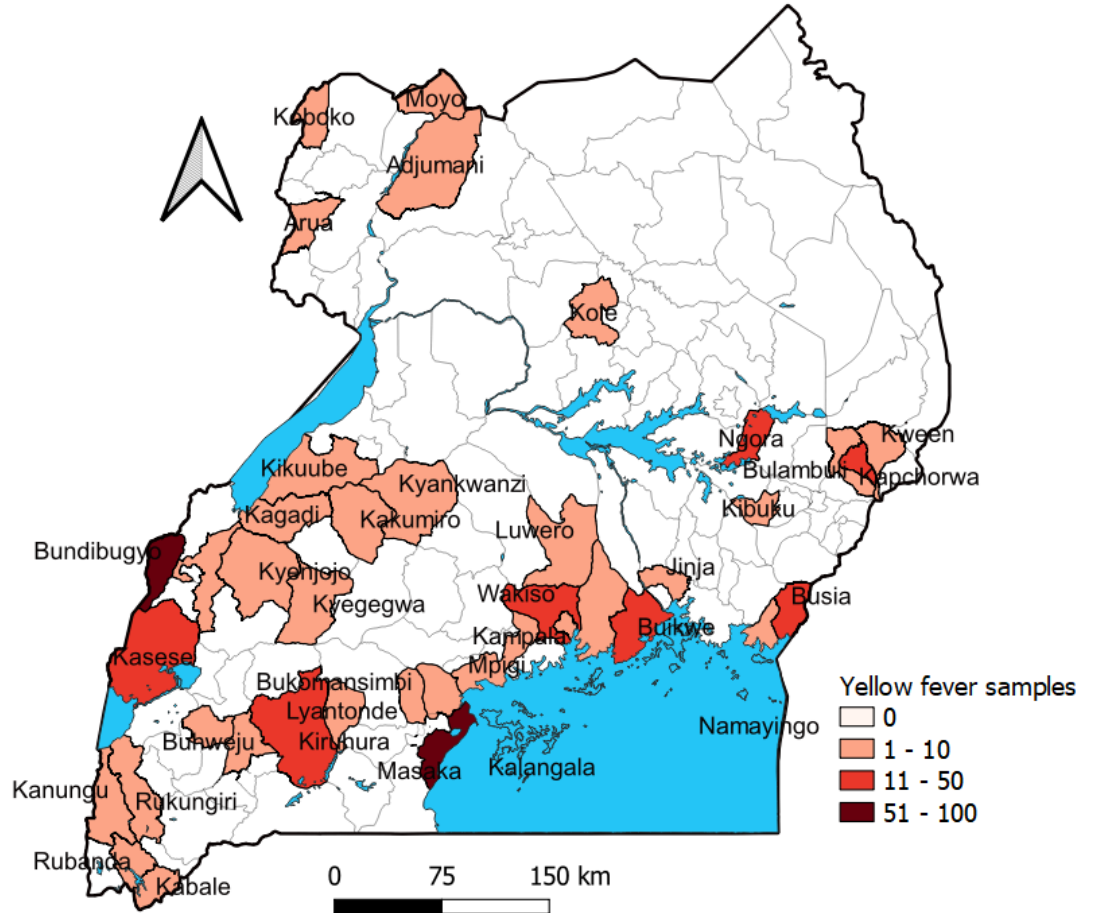 Moyo
Koboko
Adjumani
Arua
Kole
Ngora
Kween
Kikuube
Bulambuli
Kapchorwa
Kyankwanzi
Kagadi
Kakumiro
Kibuku
Luwero
Bundibugyo
Kyenjojo
Jinja
Wakiso
Busia
Kyegegwa
Buikwe
Kampala
Kasese
Mpigi
Bukomansimbi
Yellow fever samples
Lyantonde
0
Namayingo
Buhweju
Kiruhura
1 - 10
Masaka
Kalangala
11 - 50
Kanungu
Rukungiri
51 - 100
Rubanda
Kabale
0 75 150 km